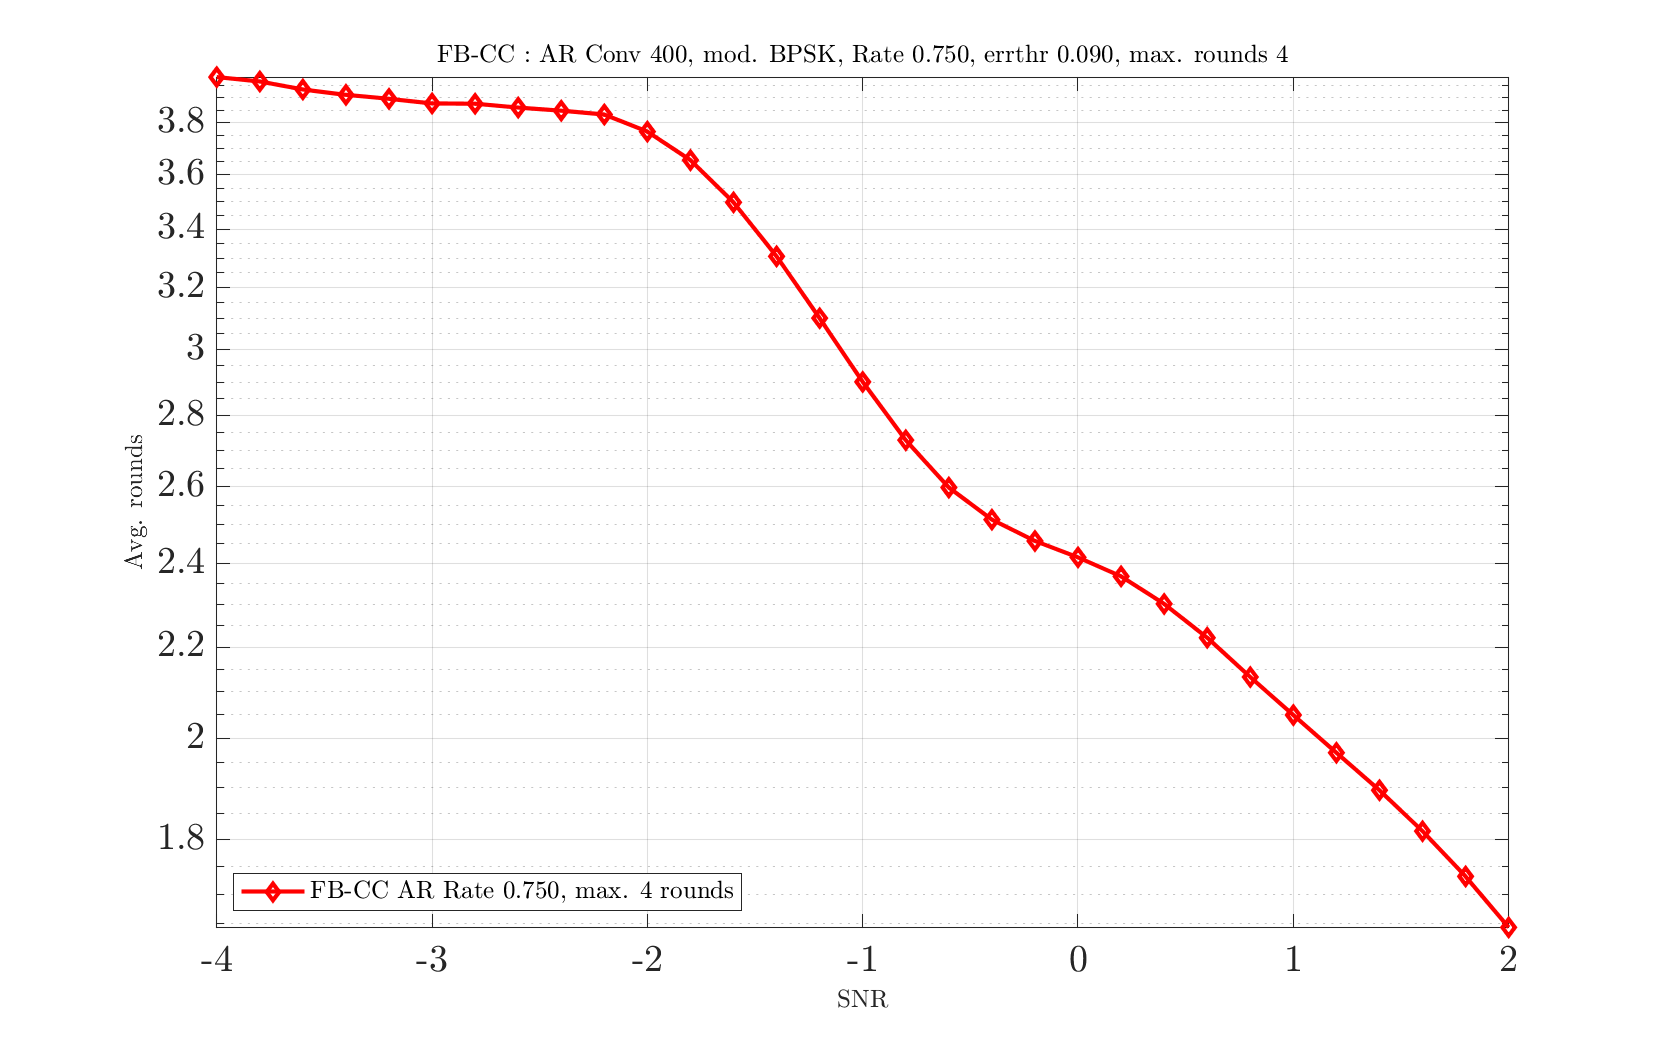 FB-CC : AR Conv 400, mod. BPSK, Rate 0.750, errthr 0.090, max. rounds 4
3.8
3.6
3.4
3.2
3
2.8
2.6
2.4
2.2
2
1.8
Avg. rounds
FB-CC AR Rate 0.750, max. 4 rounds
-4 -3 -2 -1 0 1 2
SNR